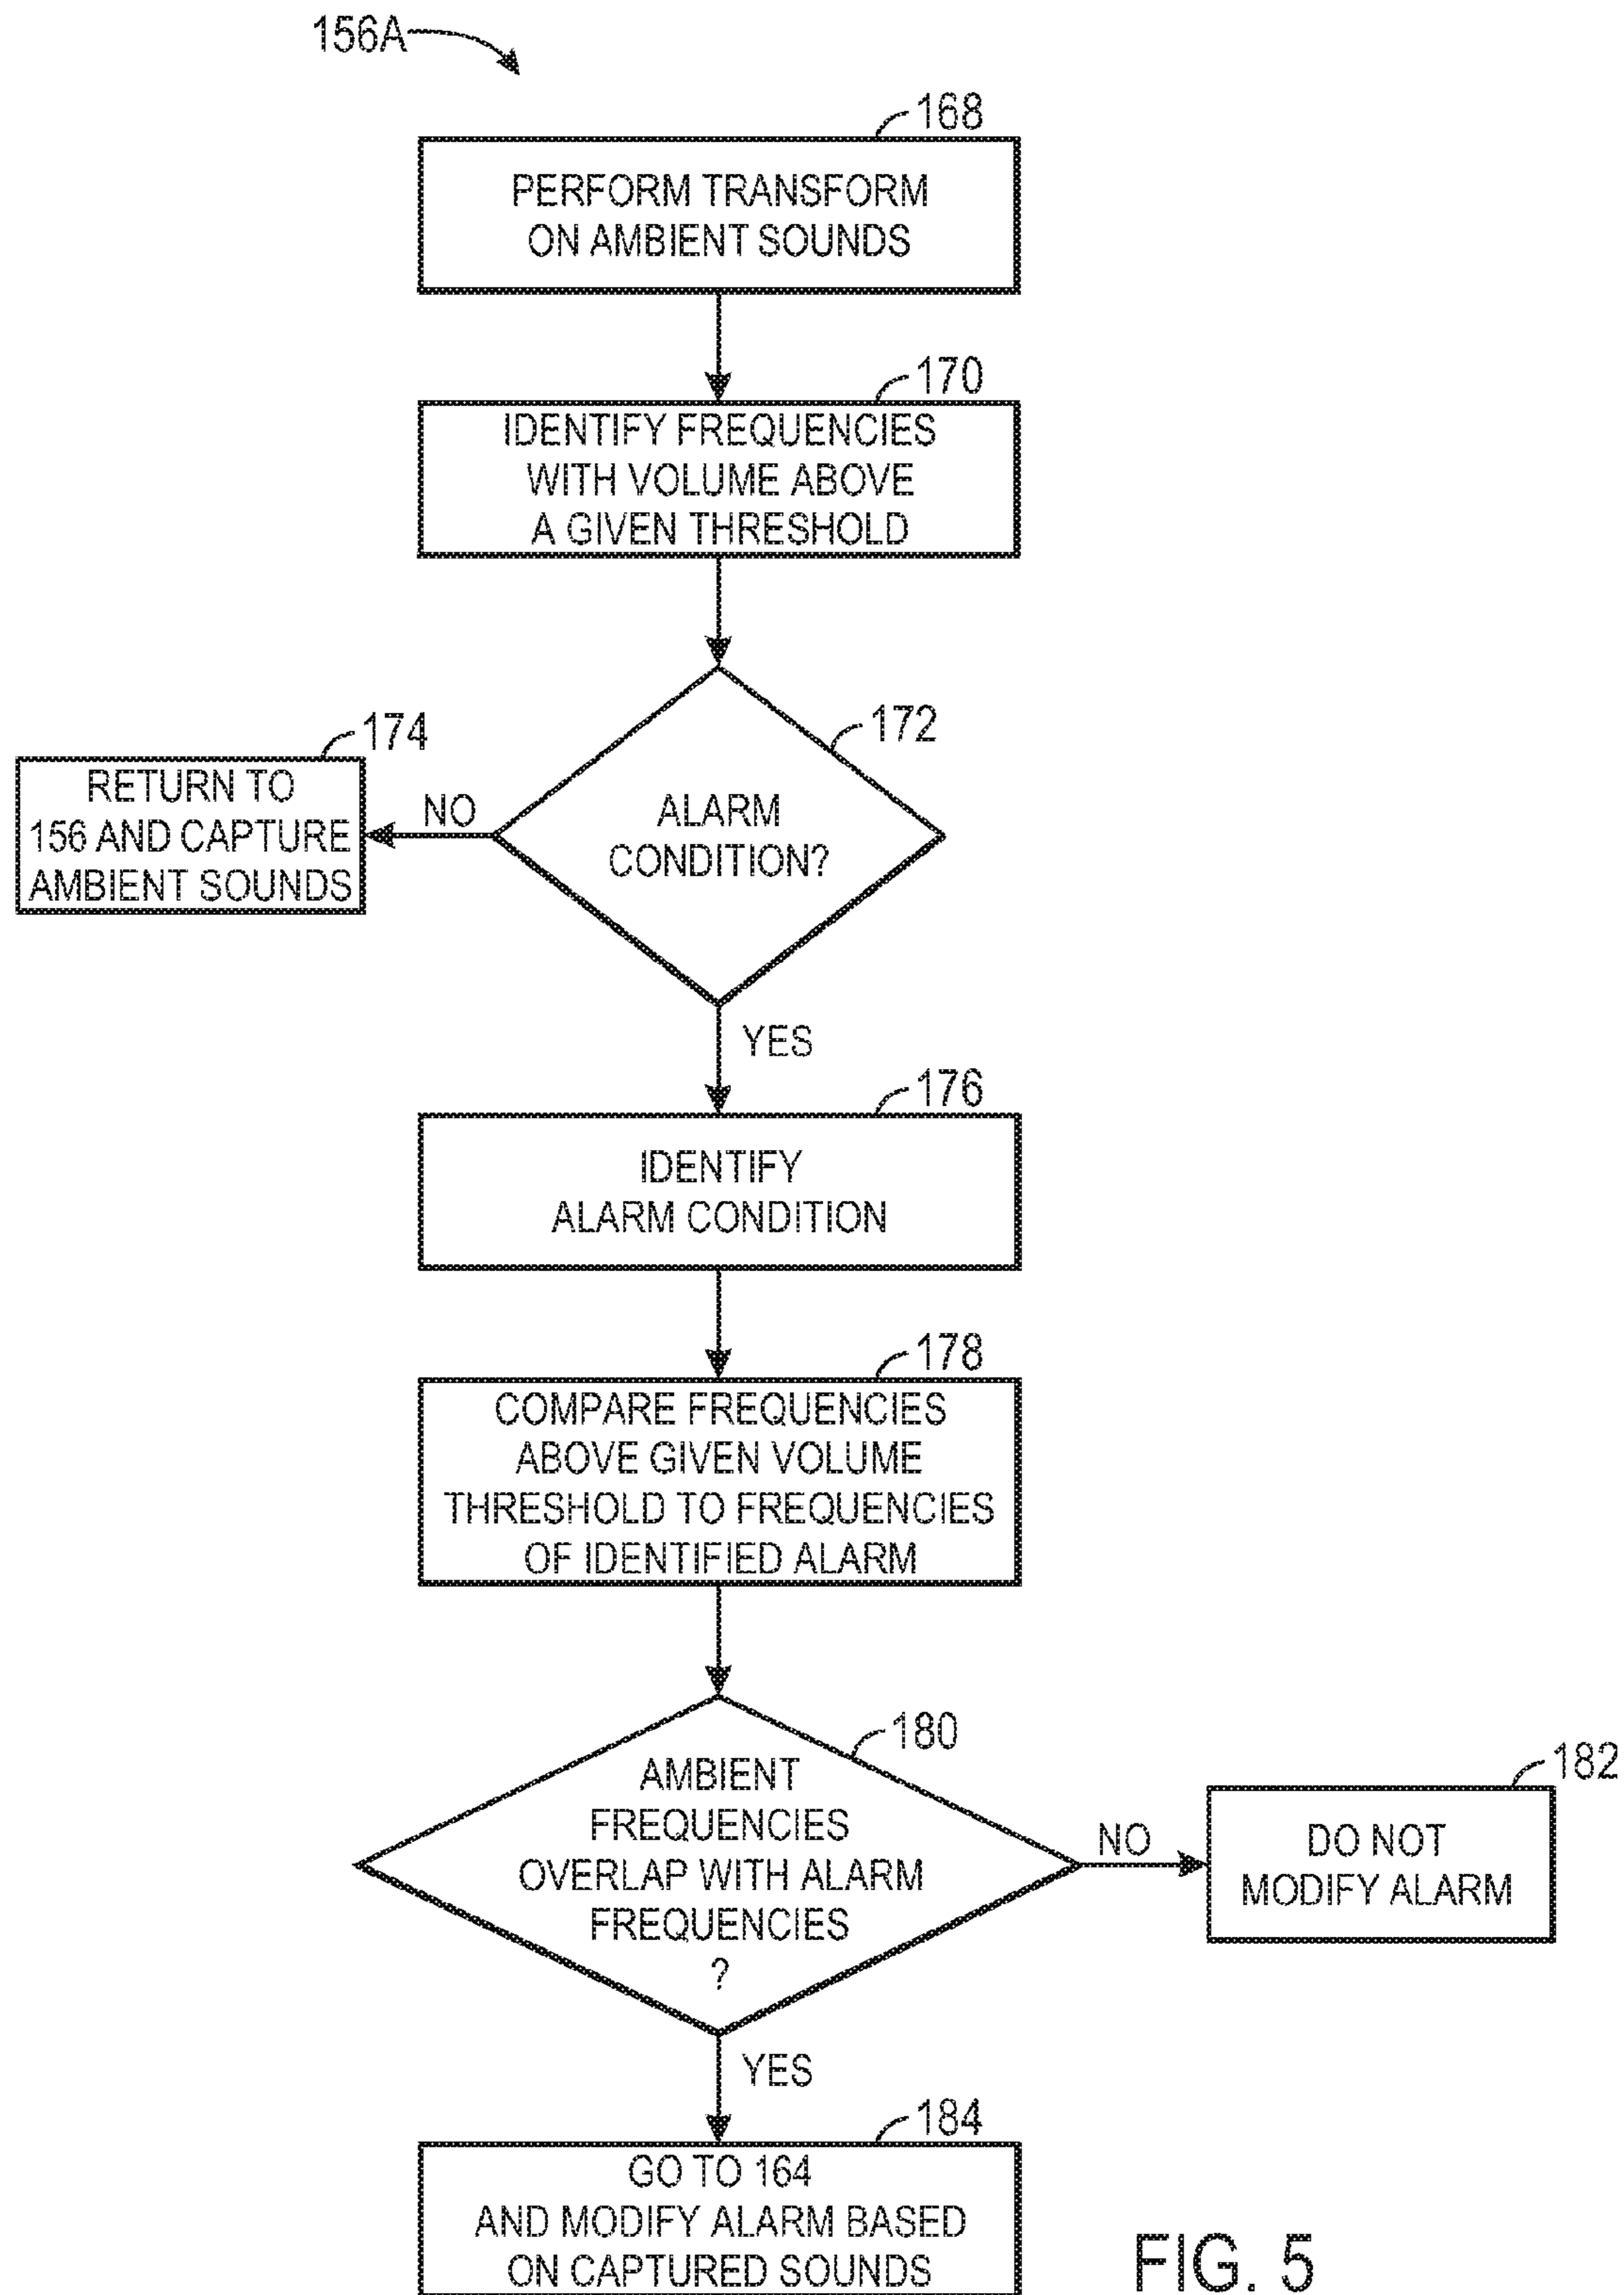 156A
168
PERFORM TRANSFORM
ON AMBIENT SOUNDS
170
IDENTIFY FREQUENCIES
WITH VOLUME ABOVE
A GIVEN THRESHOLD
172
ALARM
CONDITION?
NO
174
RETURN TO
156 AND CAPTURE
AMBIENT SOUNDS
YES
176
IDENTIFY
ALARM CONDITION
178
COMPARE FREQUENCIES
ABOVE GIVEN VOLUME
THRESHOLD TO FREQUENCIES
OF IDENTIFIED ALARM
180
AMBIENT
FREQUENCIES
OVERLAP WITH ALARM
FREQUENCIES
?
NO
182
DO NOT
MODIFY ALARM
YES
184
GO TO 164
AND MODIFY ALARM BASED
ON CAPTURED SOUNDS
FIG. 5